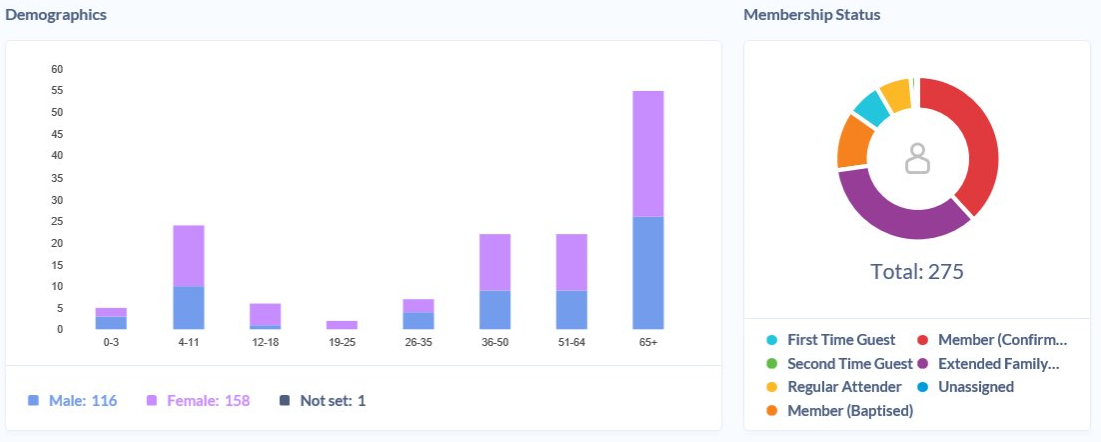 Demographics
60
55
50
45
40
35
30
25
20
15
10
5
0
0-3 4-11 12-18 19-25 26-35 36-50 51-64 65+
Male: 116 Female: 158 Not set: 1
Membership Status
Total: 275
First Time Guest Member (Confirm...
Second Time Guest Extended Family...
Regular Attender Unassigned
Member (Baptised)